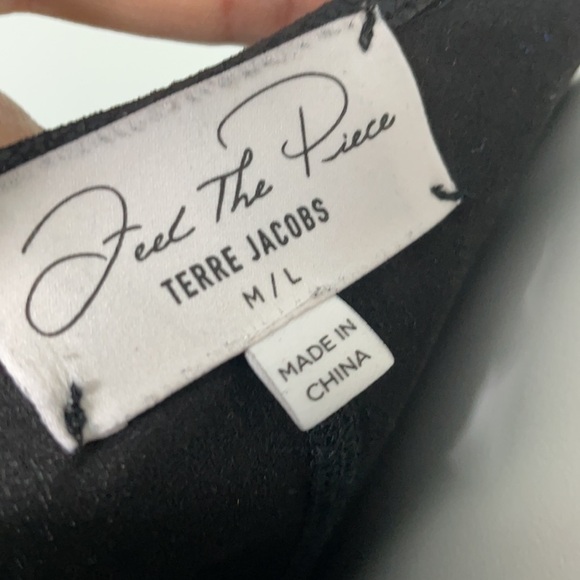 Feel The Piece
TERRE JACOBS
M / L
MADE IN
CHINA